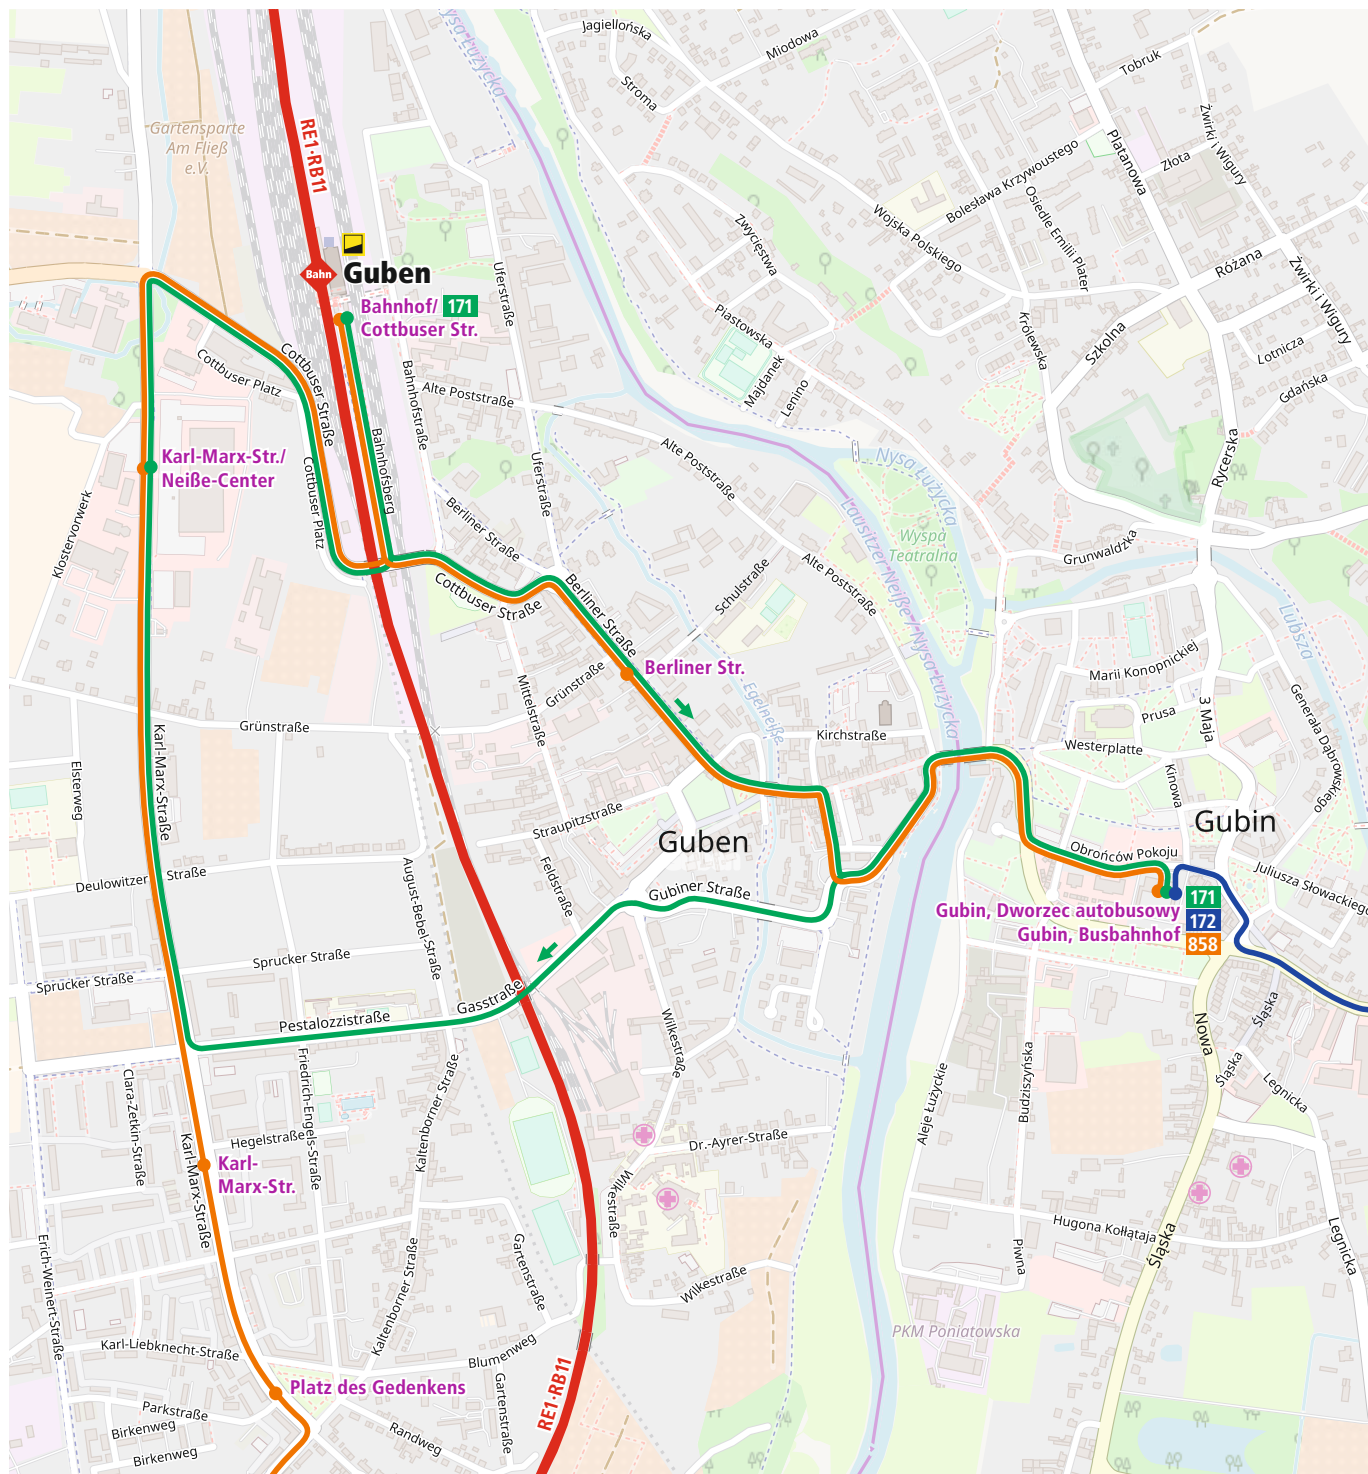 Jagiellońska
Miodowa
Nysa Łużycka
Stroma
Tobruk
Żwirki i Wigury
Gartensparte
Am Fließ
e.V.
RE1·RB11
Platanowa
Złota
Bolesława Krzywoustego
Osiedle Emilii Plater
Wojska Polskiego
Zwycięstwa
Różana
Żwirki i Wigury
Bahn
Guben
Uferstraße
Bahnhof/ 171
Cottbuser Str.
Piastowska
Królewska
Szkolna
Lotnicza
Gdańska
Majdanek
Lenino
Cottbuser Platz
Cottbuser Straße
Bahnhofstraße
Alte Poststraße
Bahnhofsberg
Cottbuser Platz
Karl-Marx-Str./
Neiße-Center
Uferstraße
Alte Poststraße
Rycerska
Nysa Łużycka
Lausitzer Neiße / Nysa Łużycka
Wyspa
Teatralna
Grunwaldzka
Klostervorwerk
Berliner Straße
Cottbuser Straße
Berliner Straße
Schulstraße
Alte Poststraße
Lubsza
Berliner Str.
Grünstraße
Mittelstraße
Egelneiße
Marii Konopnickiej
Prusa
3 Maja
Generała Dąbrowskiego
Grünstraße
Kirchstraße
Westerplatte
Kinowa
Karl-Marx-Straße
Elsterweg
Straupitzstraße
Guben
Gubin
Obrońców Pokoju
Juliusza Słowackiego
Deulowitzer Straße
August-Bebel-Straße
Feldstraße
Gubiner Straße
Gubin, Dworzec autobusowy
Gubin, Busbahnhof
171
172
858
Sprucker Straße
Sprucker Straße
Gasstraße
Pestalozzistraße
Wilkestraße
Nowa
Śląska
Śląska
Legnicka
Clara-Zetkin-Straße
Friedrich-Engels-Straße
Kaltenborner Straße
Aleje Łużyckie
Budziszyńska
Hegelstraße
Karl-Marx-Straße
Dr.-Ayrer-Straße
Karl-
Marx-Str.
Wilkestraße
Hugona Kołłątaja
Śląska
Legnicka
Piwna
Erich-Weinert-Straße
Kaltenborner Straße
Gartenstraße
Wilkestraße
PKM Poniatowska
Karl-Liebknecht-Straße
Blumenweg
Platz des Gedenkens
Gartenstraße
RE1·RB11
Parkstraße
Birkenweg
Birkenweg
Randweg